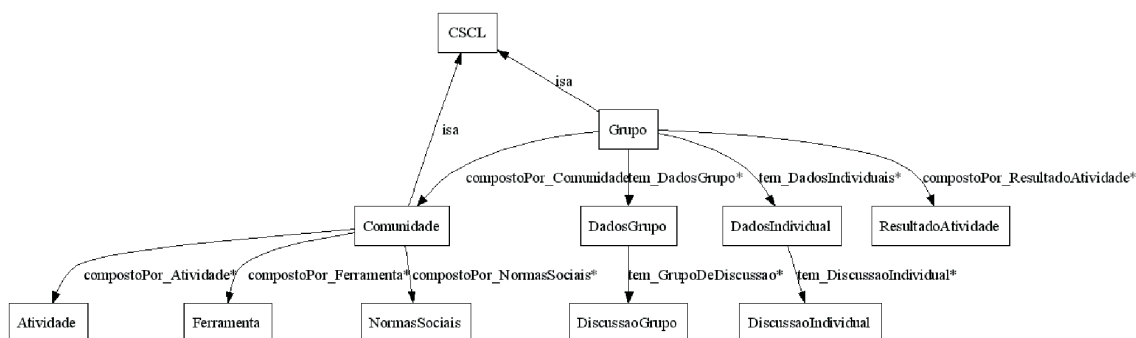 CSCL
isa
Grupo
isa
compostoPor_Comunidade
tem_DadosGrupo*
tem_DadosIndividuais*
compostoPor_ResultadoAtividade*
Comunidade
DadosGrupo
DadosIndividual
ResultadoAtividade
compostoPor_Atividade*
compostoPor_Ferramenta*
compostoPor_NormasSociais*
tem_GrupoDeDiscussao*
tem_DiscussaoIndividual*
Atividade
Ferramenta
NormasSociais
DiscussaoGrupo
DiscussaoIndividual